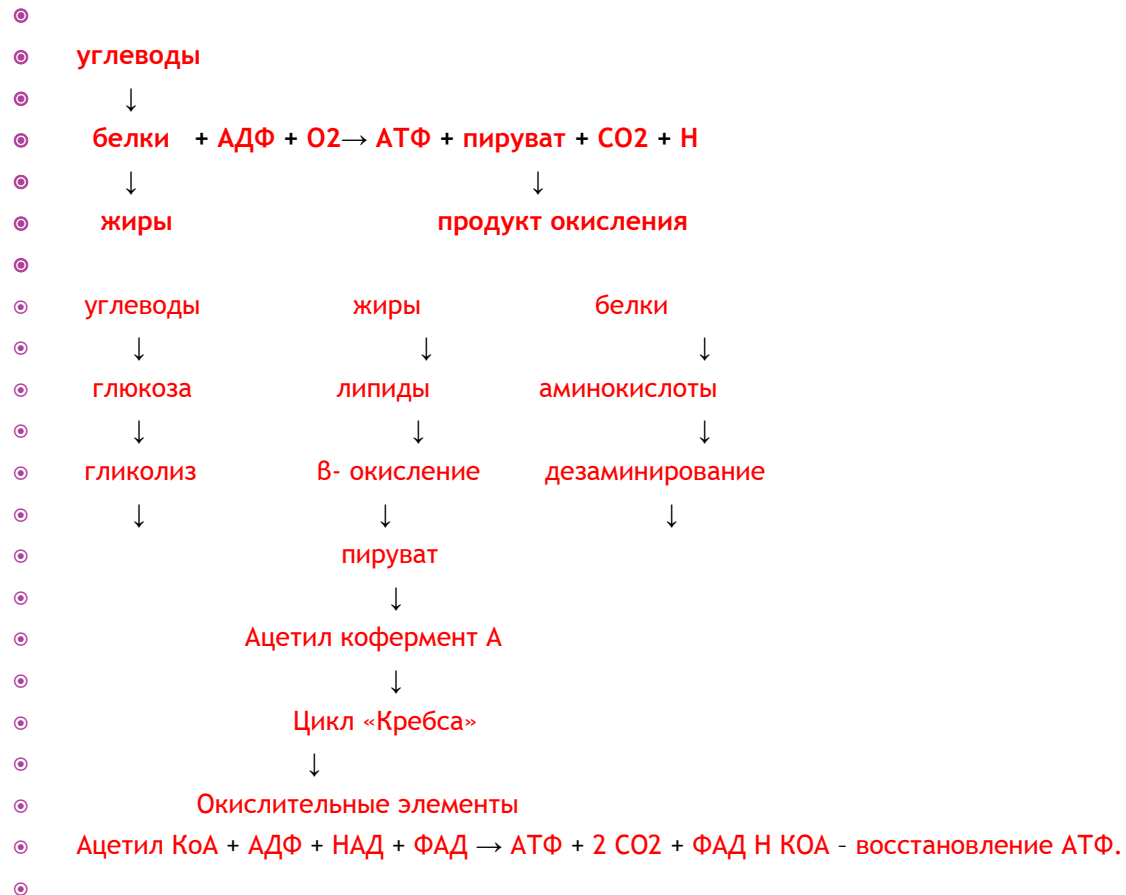 углеводы
↓
белки + АДФ + О2→ АТФ + пируват + СО2 + Н
↓ ↓
жиры продукт окисления
углеводы жиры белки
↓ ↓ ↓
глюкоза липиды аминокислоты
↓ ↓ ↓
гликолиз β- окисление дезаминирование
↓ ↓ ↓
пируват
↓
Ацетил кофермент А
↓
Цикл «Кребса»
↓
Окислительные элементы
Ацетил КоА + АДФ + НАД + ФАД → АТФ + 2 СО2 + ФАД Н КОА – восстановление АТФ.